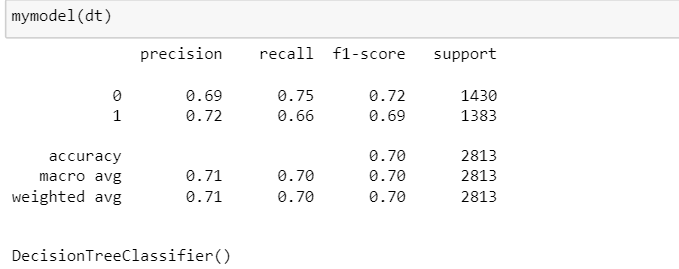 mymodel(dt)
precision recall f1-score support
0 0.69 0.75 0.72 1430
1 0.72 0.66 0.69 1383
accuracy 0.70 2813
macro avg 0.71 0.70 0.70 2813
weighted avg 0.71 0.70 0.70 2813
DecisionTreeClassifier()